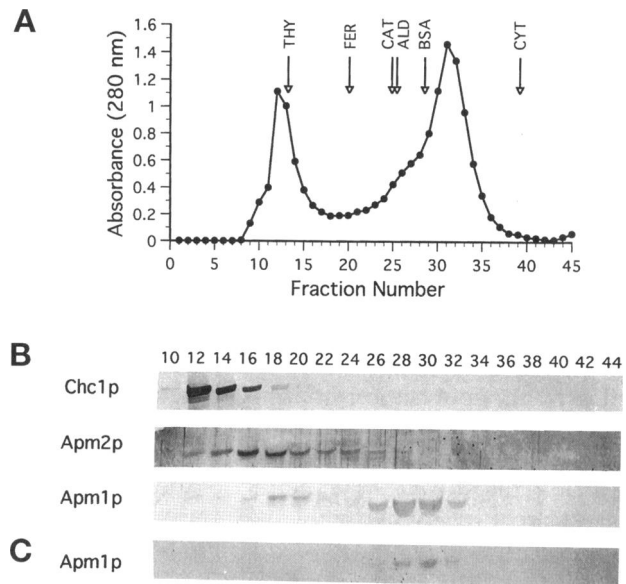 A
THY
FER
CAT
ALD
BSA
CYT
Absorbance (280 nm)
1.6
1.4
1.2
1
0.8
0.6
0.4
0.2
0
0 5 10 15 20 25 30 35 40 45
Fraction Number
B
10 12 14 16 18 20 22 24 26 28 30 32 34 36 38 40 42 44
Chc1p
Apm2p
Apm1p
C
Apm1p